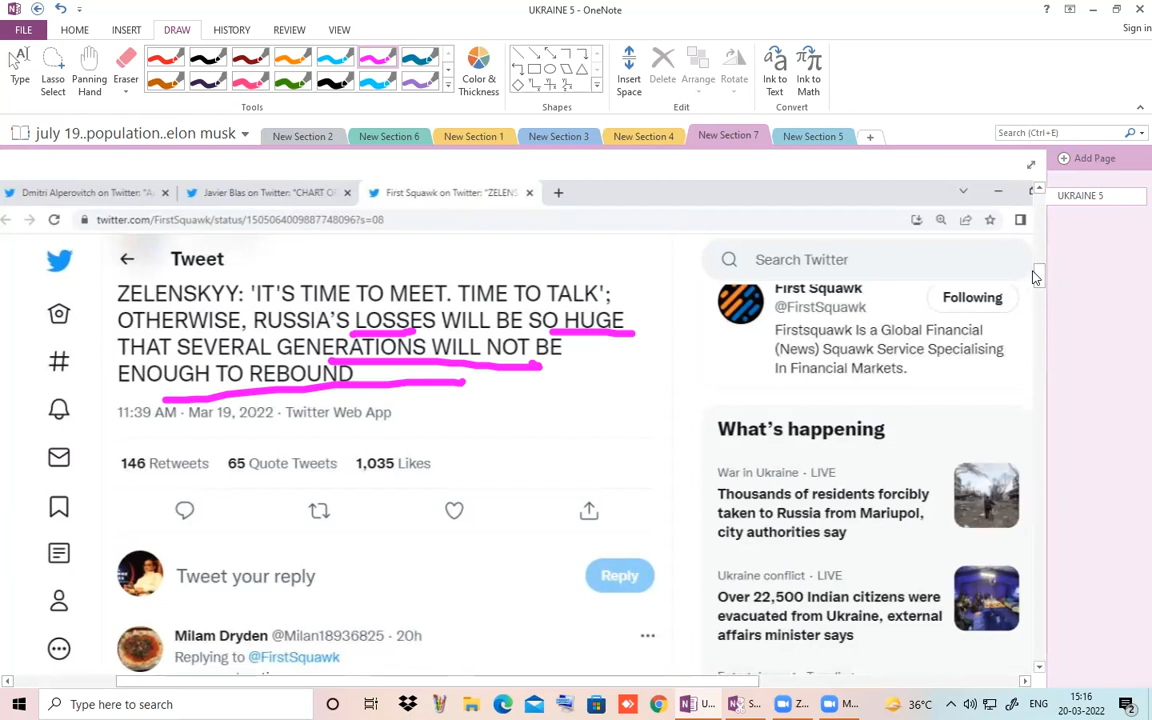 UKRAINE 5 - OneNote
Sign in
FILE HOME INSERT DRAW HISTORY REVIEW VIEW
Type
Lasso Select
Panning Hand
Eraser
Color & Thickness
Insert Space
Delete
Arrange
Rotate
Ink to Text
Ink to Math
Tools
Shapes
Edit
Convert
july 19..population..elon musk
New Section 2
New Section 6
New Section 1
New Section 3
New Section 4
New Section 7
New Section 5
Search (Ctrl+E)
Add Page
UKRAINE 5
Dmitri Alperovitch on Twitter: "A
Javier Blas on Twitter: "CHART O
First Squawk on Twitter: "ZELENS
twitter.com/FirstSquawk/status/1505064009887748096?s=08
Tweet
ZELENSKYY: 'IT'S TIME TO MEET. TIME TO TALK';
OTHERWISE, RUSSIA'S LOSSES WILL BE SO HUGE
THAT SEVERAL GENERATIONS WILL NOT BE
ENOUGH TO REBOUND
11:39 AM · Mar 19, 2022 · Twitter Web App
146 Retweets 65 Quote Tweets 1,035 Likes
Tweet your reply
Reply
Milam Dryden @Milan18936825 · 20h
Replying to @FirstSquawk
Search Twitter
First Squawk
@FirstSquawk
Following
Firstsquawk Is a Global Financial
(News) Squawk Service Specialising
In Financial Markets.
What's happening
War in Ukraine · LIVE
Thousands of residents forcibly
taken to Russia from Mariupol,
city authorities say
Ukraine conflict · LIVE
Over 22,500 Indian citizens were
evacuated from Ukraine, external
affairs minister says
Type here to search
U...
S...
Z...
M...
36°C
15:16
20-03-2022
2